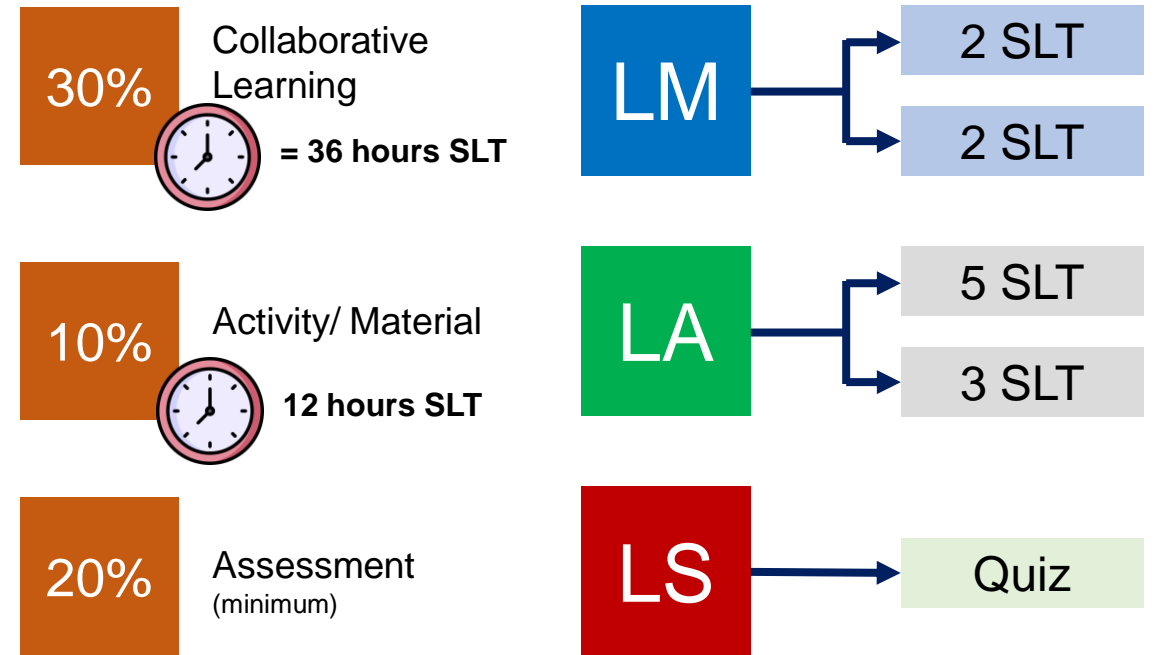 30%
Collaborative
Learning
= 36 hours SLT
LM
2 SLT
2 SLT
10%
Activity/ Material
12 hours SLT
LA
5 SLT
3 SLT
20%
Assessment
(minimum)
LS
Quiz